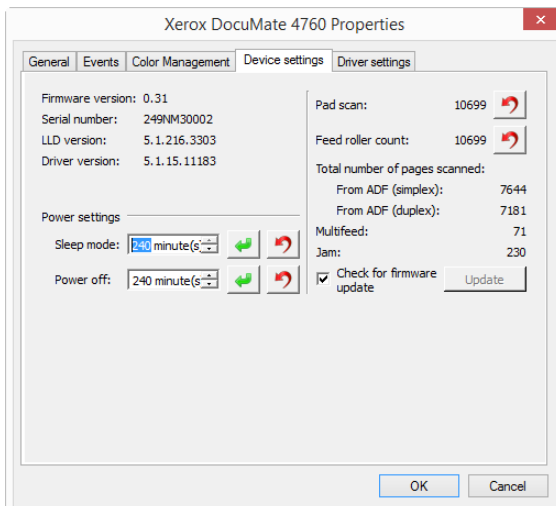 Xerox DocuMate 4760 Properties
General Events Color Management Device settings Driver settings
Firmware version: 0.31
Serial number: 249NM30002
LLD version: 5.1.216.3303
Driver version: 5.1.15.11183
Power settings
Sleep mode: 240 minute(s
Power off: 240 minute(s
Pad scan: 10699
Feed roller count: 10699
Total number of pages scanned:
From ADF (simplex): 7644
From ADF (duplex): 7181
Multifeed: 71
Jam: 230
Check for firmware
update
Update
OK Cancel